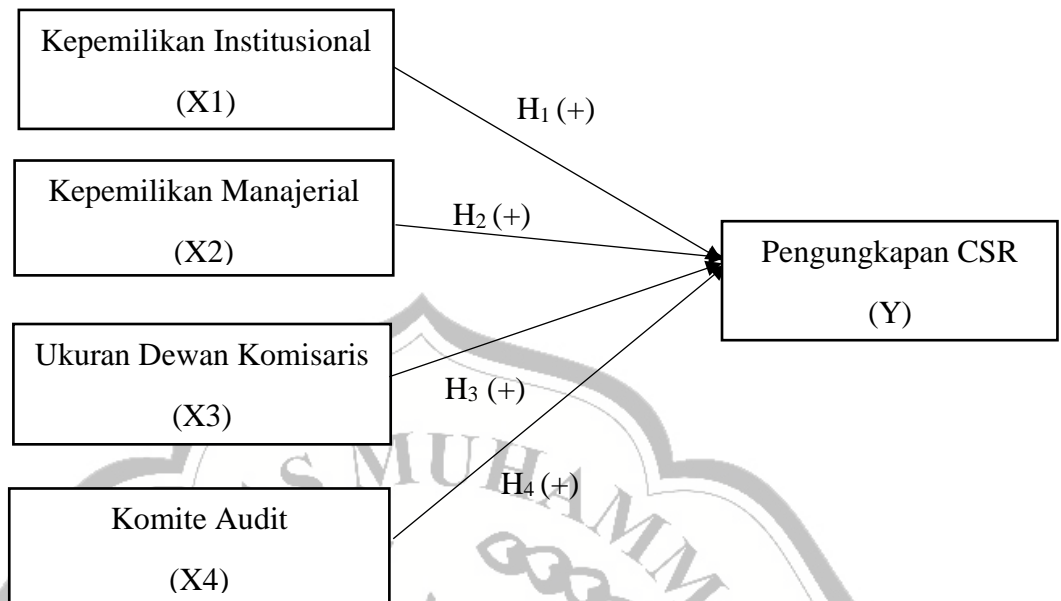 Kepemilikan Institusional
(X1)
H₁ (+)
Kepemilikan Manajerial
(X2)
H₂ (+)
Pengungkapan CSR
(Y)
Ukuran Dewan Komisaris
(X3)
H₃ (+)
Komite Audit
(X4)
H₄ (+)
S MUHAMM